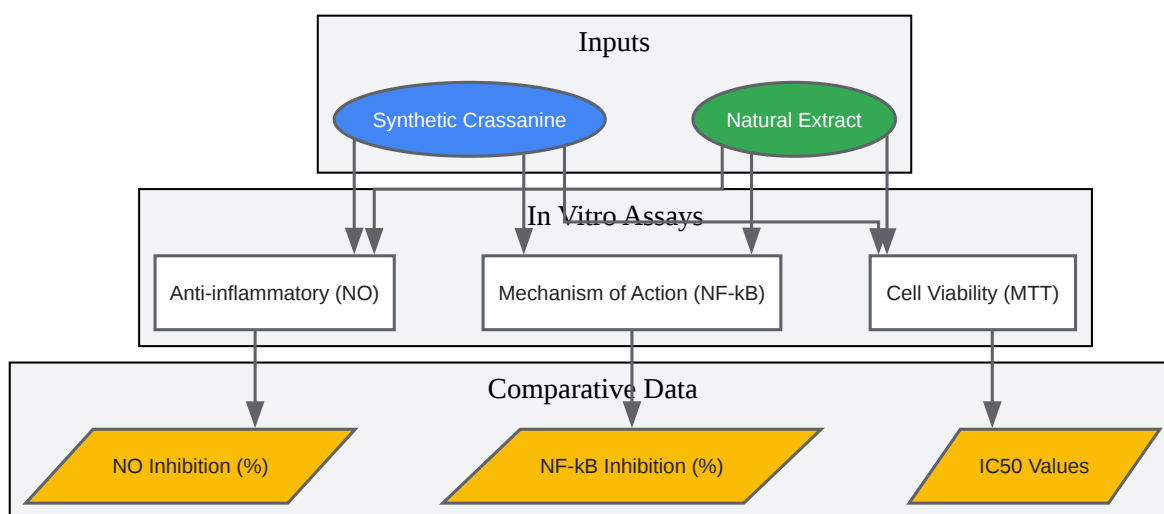 Inputs
Synthetic Crassanine
Natural Extract
In Vitro Assays
Anti-inflammatory (NO)
Mechanism of Action (NF-kB)
Cell Viability (MTT)
Comparative Data
NO Inhibition (%)
NF-kB Inhibition (%)
IC50 Values